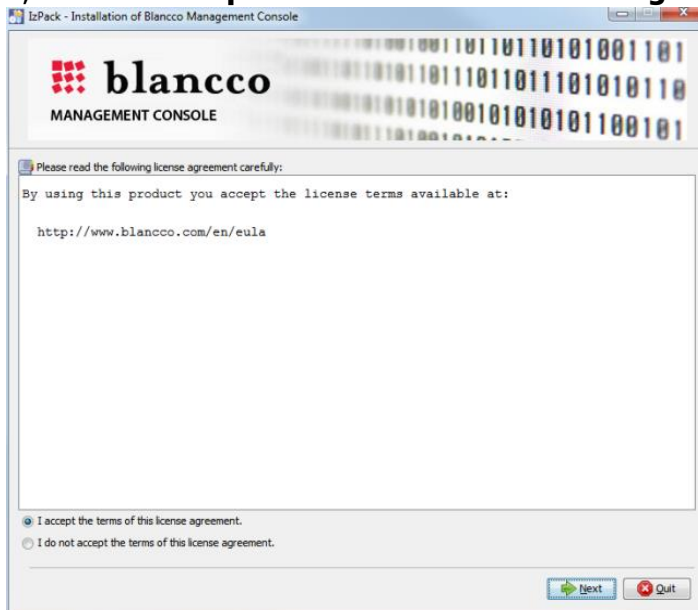 IzPack - Installation of Blancco Management Console
blancco
MANAGEMENT CONSOLE
Please read the following license agreement carefully:
By using this product you accept the license terms available at:
http://www.blancco.com/en/eula
I accept the terms of this license agreement.
I do not accept the terms of this license agreement.
Next
Quit